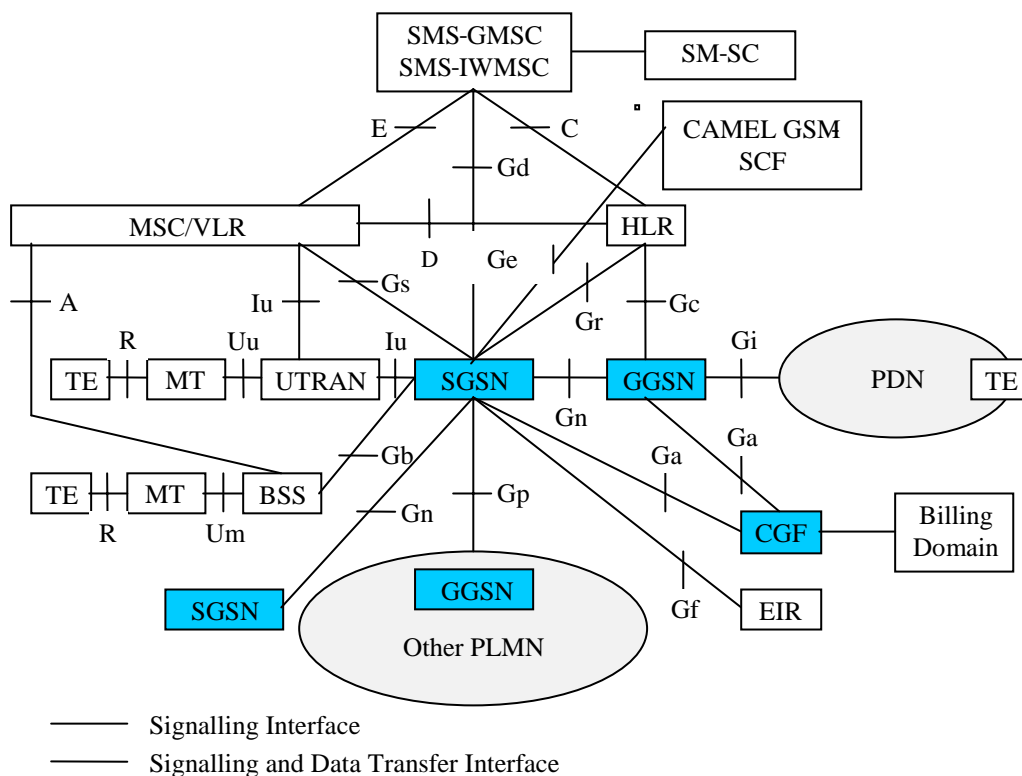 SMS-GMSC
SMS-IWMSC
SM-SC
E
C
CAMEL GSM
SCF
Gd
MSC/VLR
HLR
D
Ge
Gs
A
Iu
Gr
Gc
R
Uu
Iu
Gi
TE
MT
UTRAN
SGSN
GGSN
PDN
TE
Gn
Gb
Ga
Ga
TE
MT
BSS
Gp
R
Um
Gn
CGF
Billing
Domain
SGSN
GGSN
Gf
EIR
Other PLMN
Signalling Interface
Signalling and Data Transfer Interface